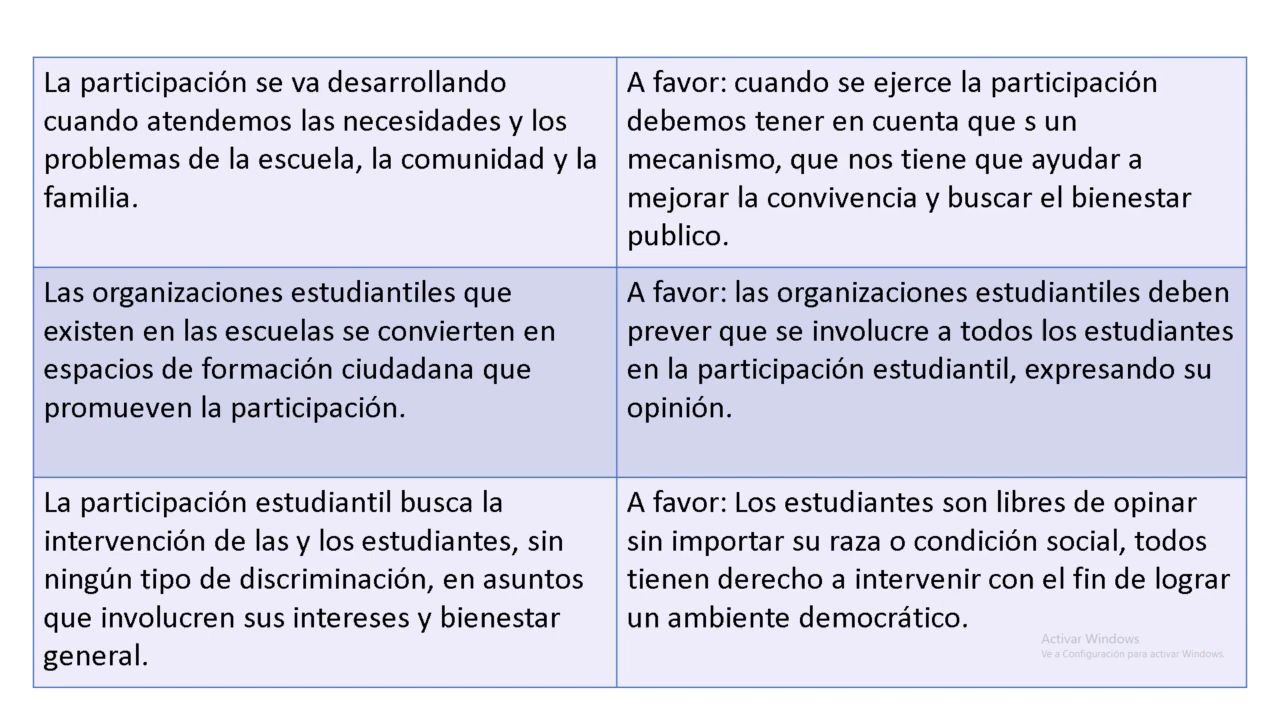 La participación se va desarrollando
cuando atendemos las necesidades y los
problemas de la escuela, la comunidad y la
familia.
A favor: cuando se ejerce la participación
debemos tener en cuenta que s un
mecanismo, que nos tiene que ayudar a
mejorar la convivencia y buscar el bienestar
publico.
Las organizaciones estudiantiles que
existen en las escuelas se convierten en
espacios de formación ciudadana que
promueven la participación.
A favor: las organizaciones estudiantiles deben
prever que se involucre a todos los estudiantes
en la participación estudiantil, expresando su
opinión.
La participación estudiantil busca la
intervención de las y los estudiantes, sin
ningún tipo de discriminación, en asuntos
que involucren sus intereses y bienestar
general.
A favor: Los estudiantes son libres de opinar
sin importar su raza o condición social, todos
tienen derecho a intervenir con el fin de lograr
un ambiente democrático.
Activar Windows
Ve a Configuración para activar Windows.